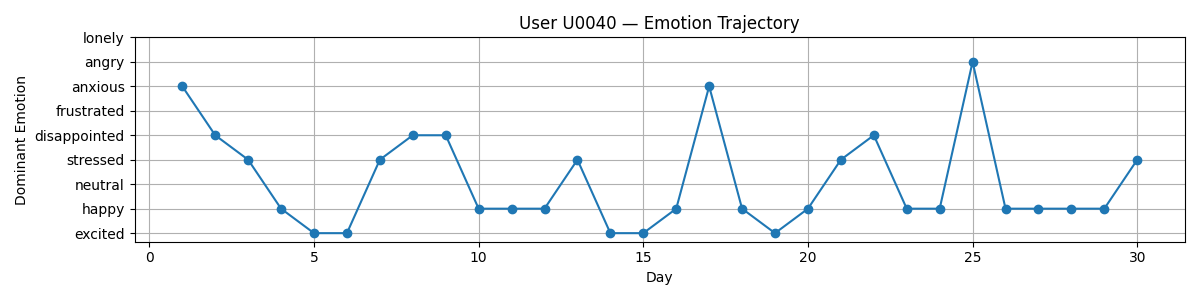 User U0040 — Emotion Trajectory
Dominant Emotion
lonely
angry
anxious
frustrated
disappointed
stressed
neutral
happy
excited
0 5 10 15 20 25 30
Day